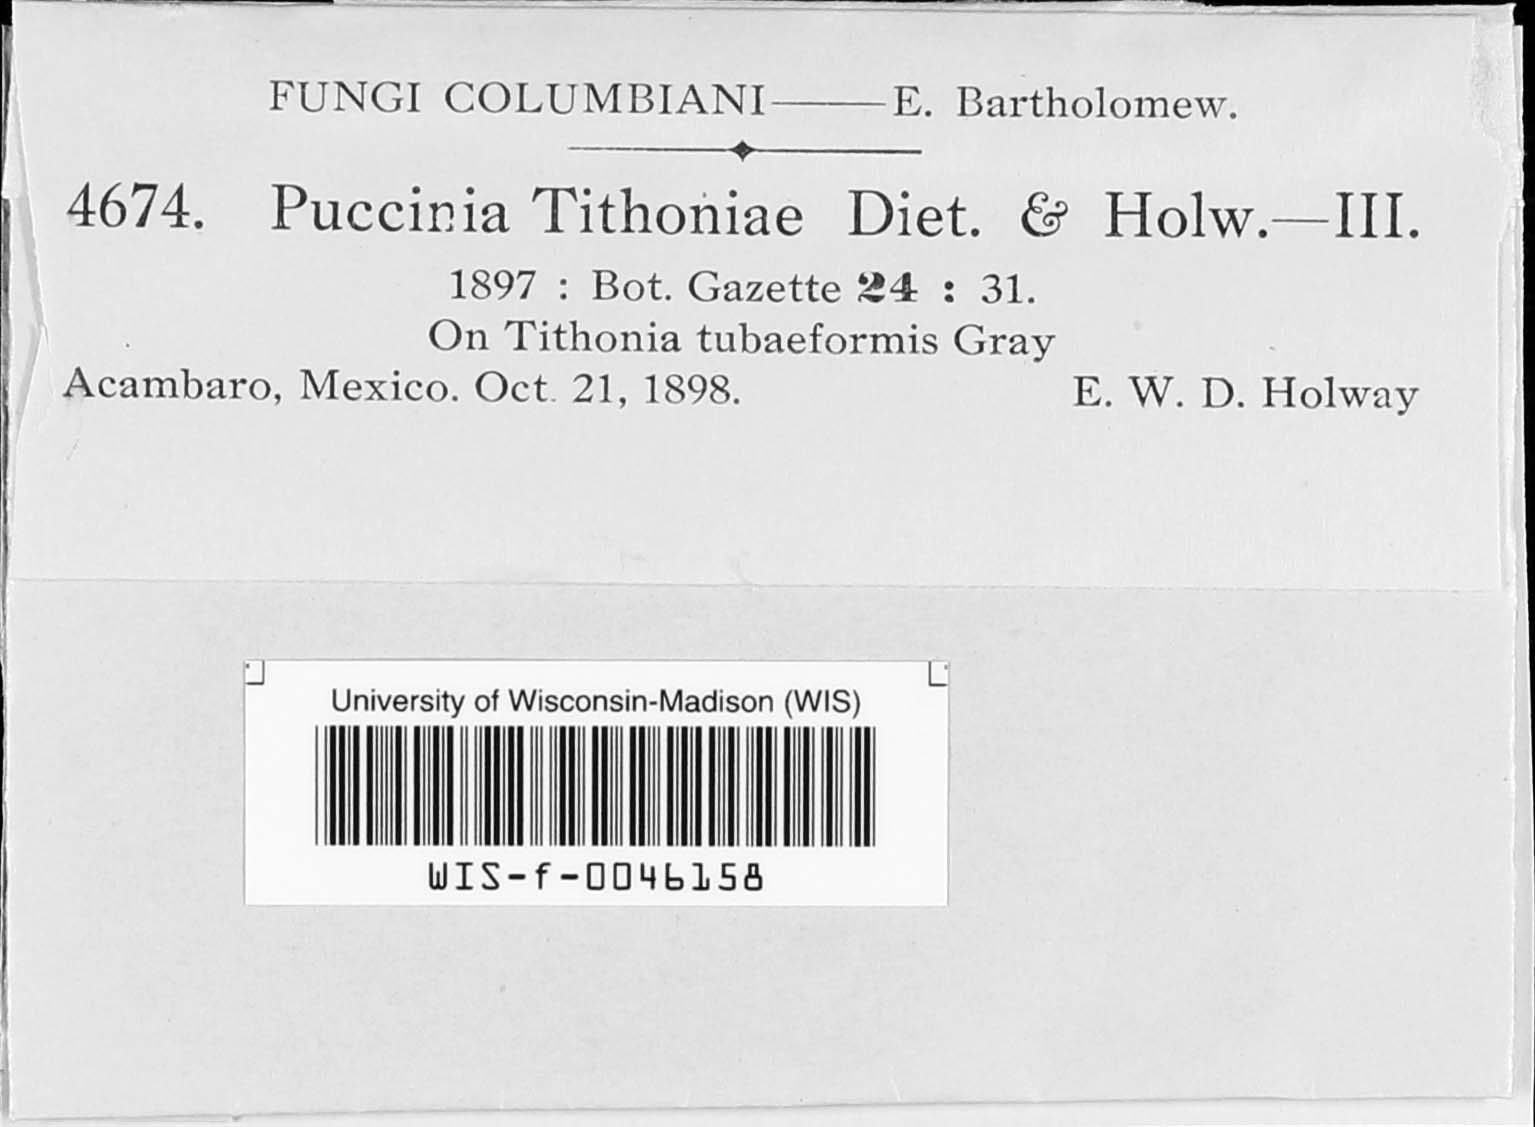 FUNGI COLUMBIANI——E. Bartholomew.
4674. Puccinia Tithoniae Diet. & Holw.—III.
1897 : Bot. Gazette 24 : 31.
On Tithonia tubaeformis Gray
Acambaro, Mexico. Oct. 21, 1898. E. W. D. Holway
University of Wisconsin-Madison (WIS)
WIS-f-0046158